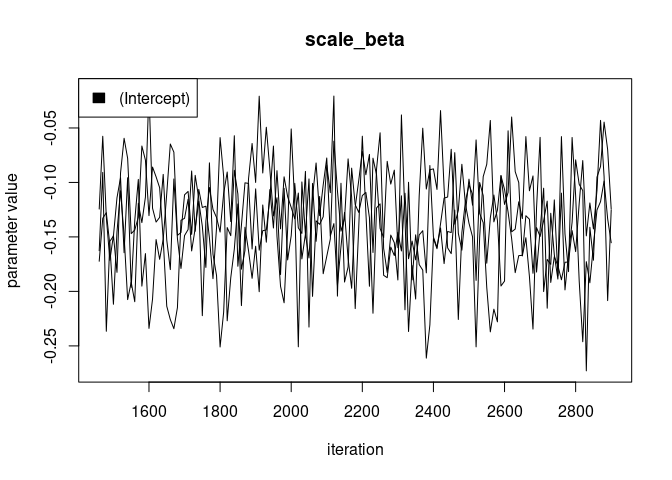 scale_beta
(Intercept)
-0.05
-0.10
-0.15
-0.20
-0.25
parameter value
1600 1800 2000 2200 2400 2600 2800
iteration